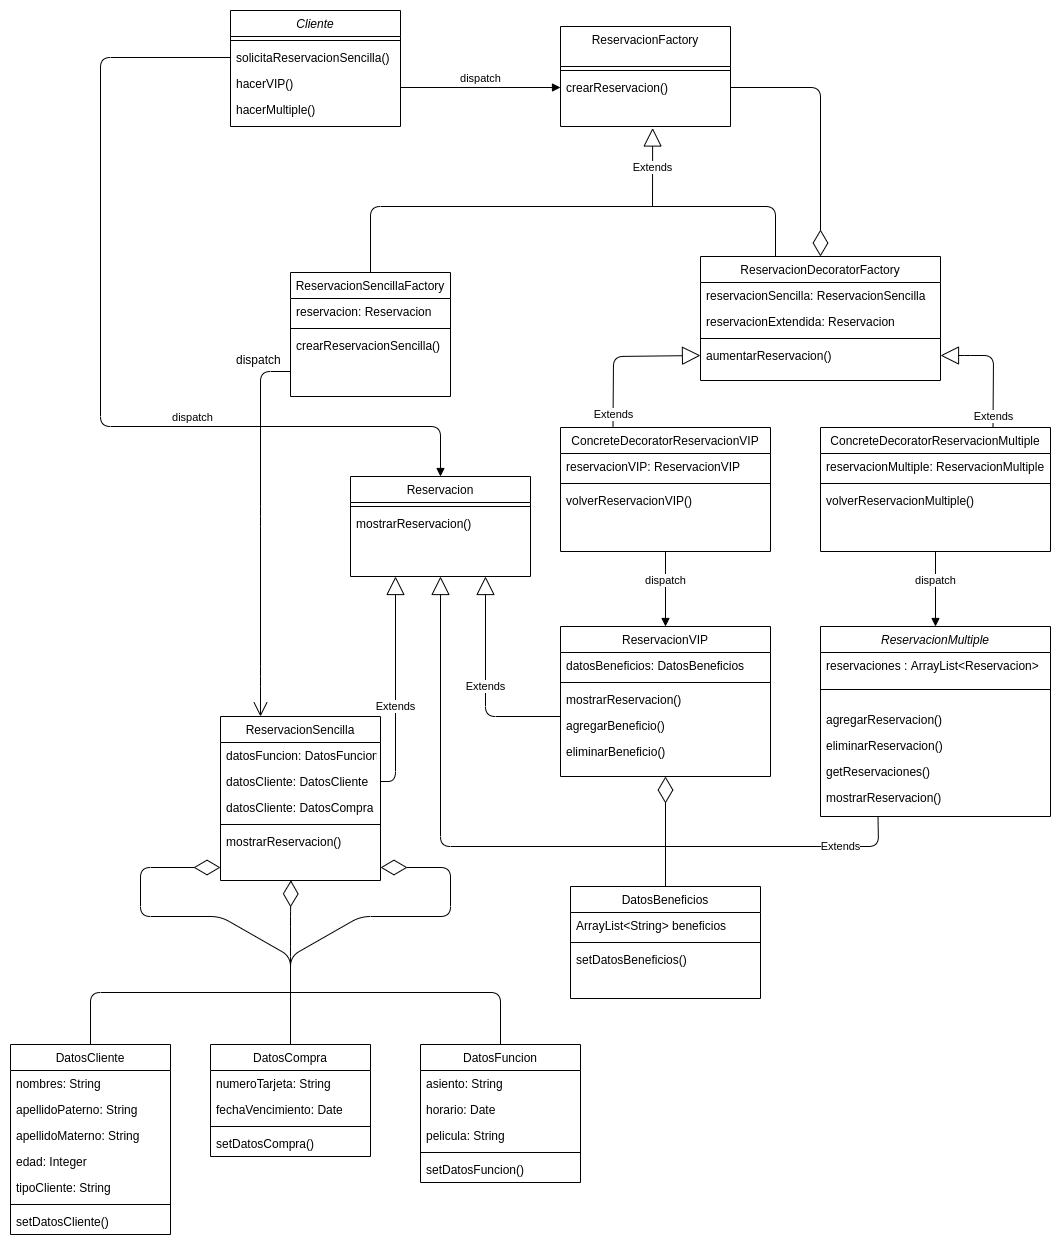 Cliente
solicitaReservacionSencilla()
hacerVIP()
hacerMultiple()
dispatch
ReservacionFactory
crearReservacion()
Extends
ReservacionSencillaFactory
reservacion: Reservacion
crearReservacionSencilla()
dispatch
ReservacionDecoratorFactory
reservacionSencilla: ReservacionSencilla
reservacionExtendida: Reservacion
aumentarReservacion()
dispatch
Extends
Extends
ConcreteDecoratorReservacionVIP
reservacionVIP: ReservacionVIP
volverReservacionVIP()
ConcreteDecoratorReservacionMultiple
reservacionMultiple: ReservacionMultiple
volverReservacionMultiple()
Reservacion
mostrarReservacion()
dispatch
dispatch
ReservacionVIP
datosBeneficios: DatosBeneficios
mostrarReservacion()
agregarBeneficio()
eliminarBeneficio()
ReservacionMultiple
reservaciones : ArrayList<Reservacion>
agregarReservacion()
eliminarReservacion()
getReservaciones()
mostrarReservacion()
Extends
Extends
Extends
ReservacionSencilla
datosFuncion: DatosFuncion
datosCliente: DatosCliente
datosCliente: DatosCompra
mostrarReservacion()
DatosBeneficios
ArrayList<String> beneficios
setDatosBeneficios()
DatosCliente
nombres: String
apellidoPaterno: String
apellidoMaterno: String
edad: Integer
tipoCliente: String
setDatosCliente()
DatosCompra
numeroTarjeta: String
fechaVencimiento: Date
setDatosCompra()
DatosFuncion
asiento: String
horario: Date
pelicula: String
setDatosFuncion()